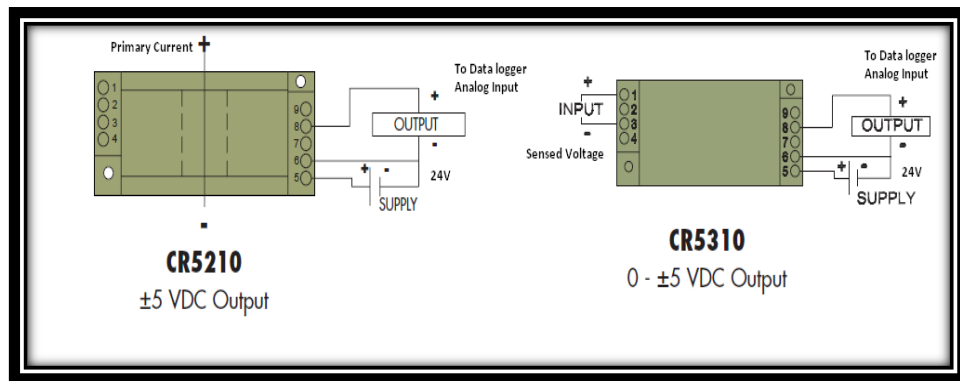 Primary Current +
-
1
2
3
4
9
8
7
6
5
To Data logger
Analog Input
+
OUTPUT
-
+ -
24V
SUPPLY
CR5210
±5 VDC Output
+
INPUT
-
Sensed Voltage
1
2
3
4
9
8
7
6
5
To Data logger
Analog Input
+
OUTPUT
-
+ -
24V
SUPPLY
CR5310
0 - ±5 VDC Output